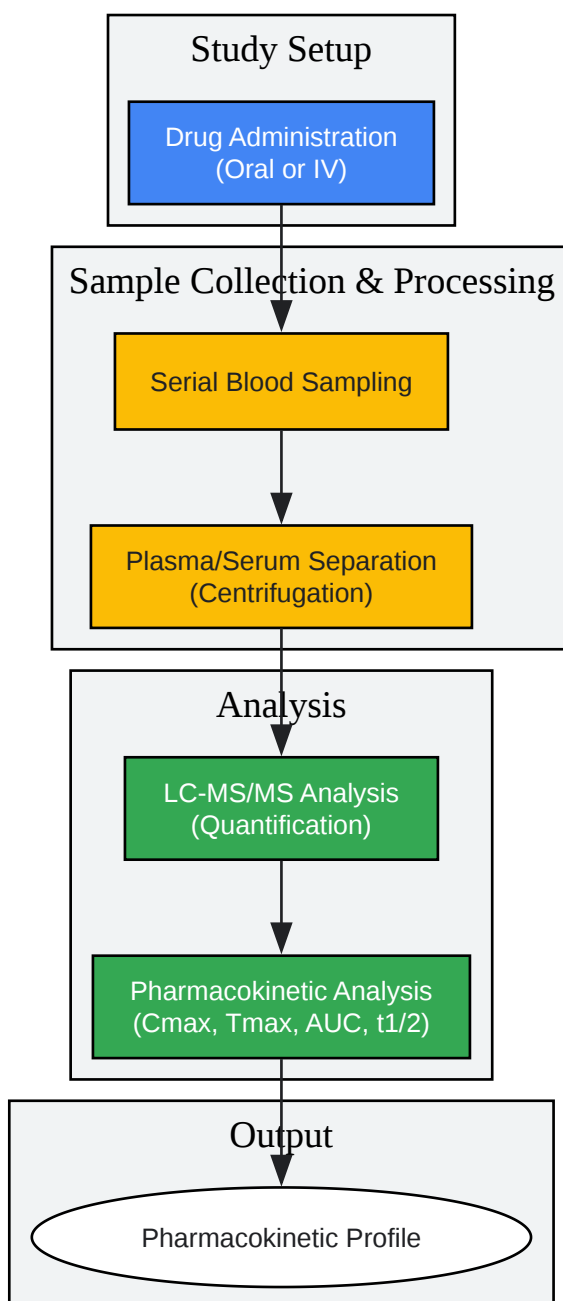 Study Setup
Drug Administration
(Oral or IV)
Sample Collection & Processing
Serial Blood Sampling
Plasma/Serum Separation
(Centrifugation)
Analysis
LC-MS/MS Analysis
(Quantification)
Pharmacokinetic Analysis
(Cmax, Tmax, AUC, t1/2)
Output
Pharmacokinetic Profile